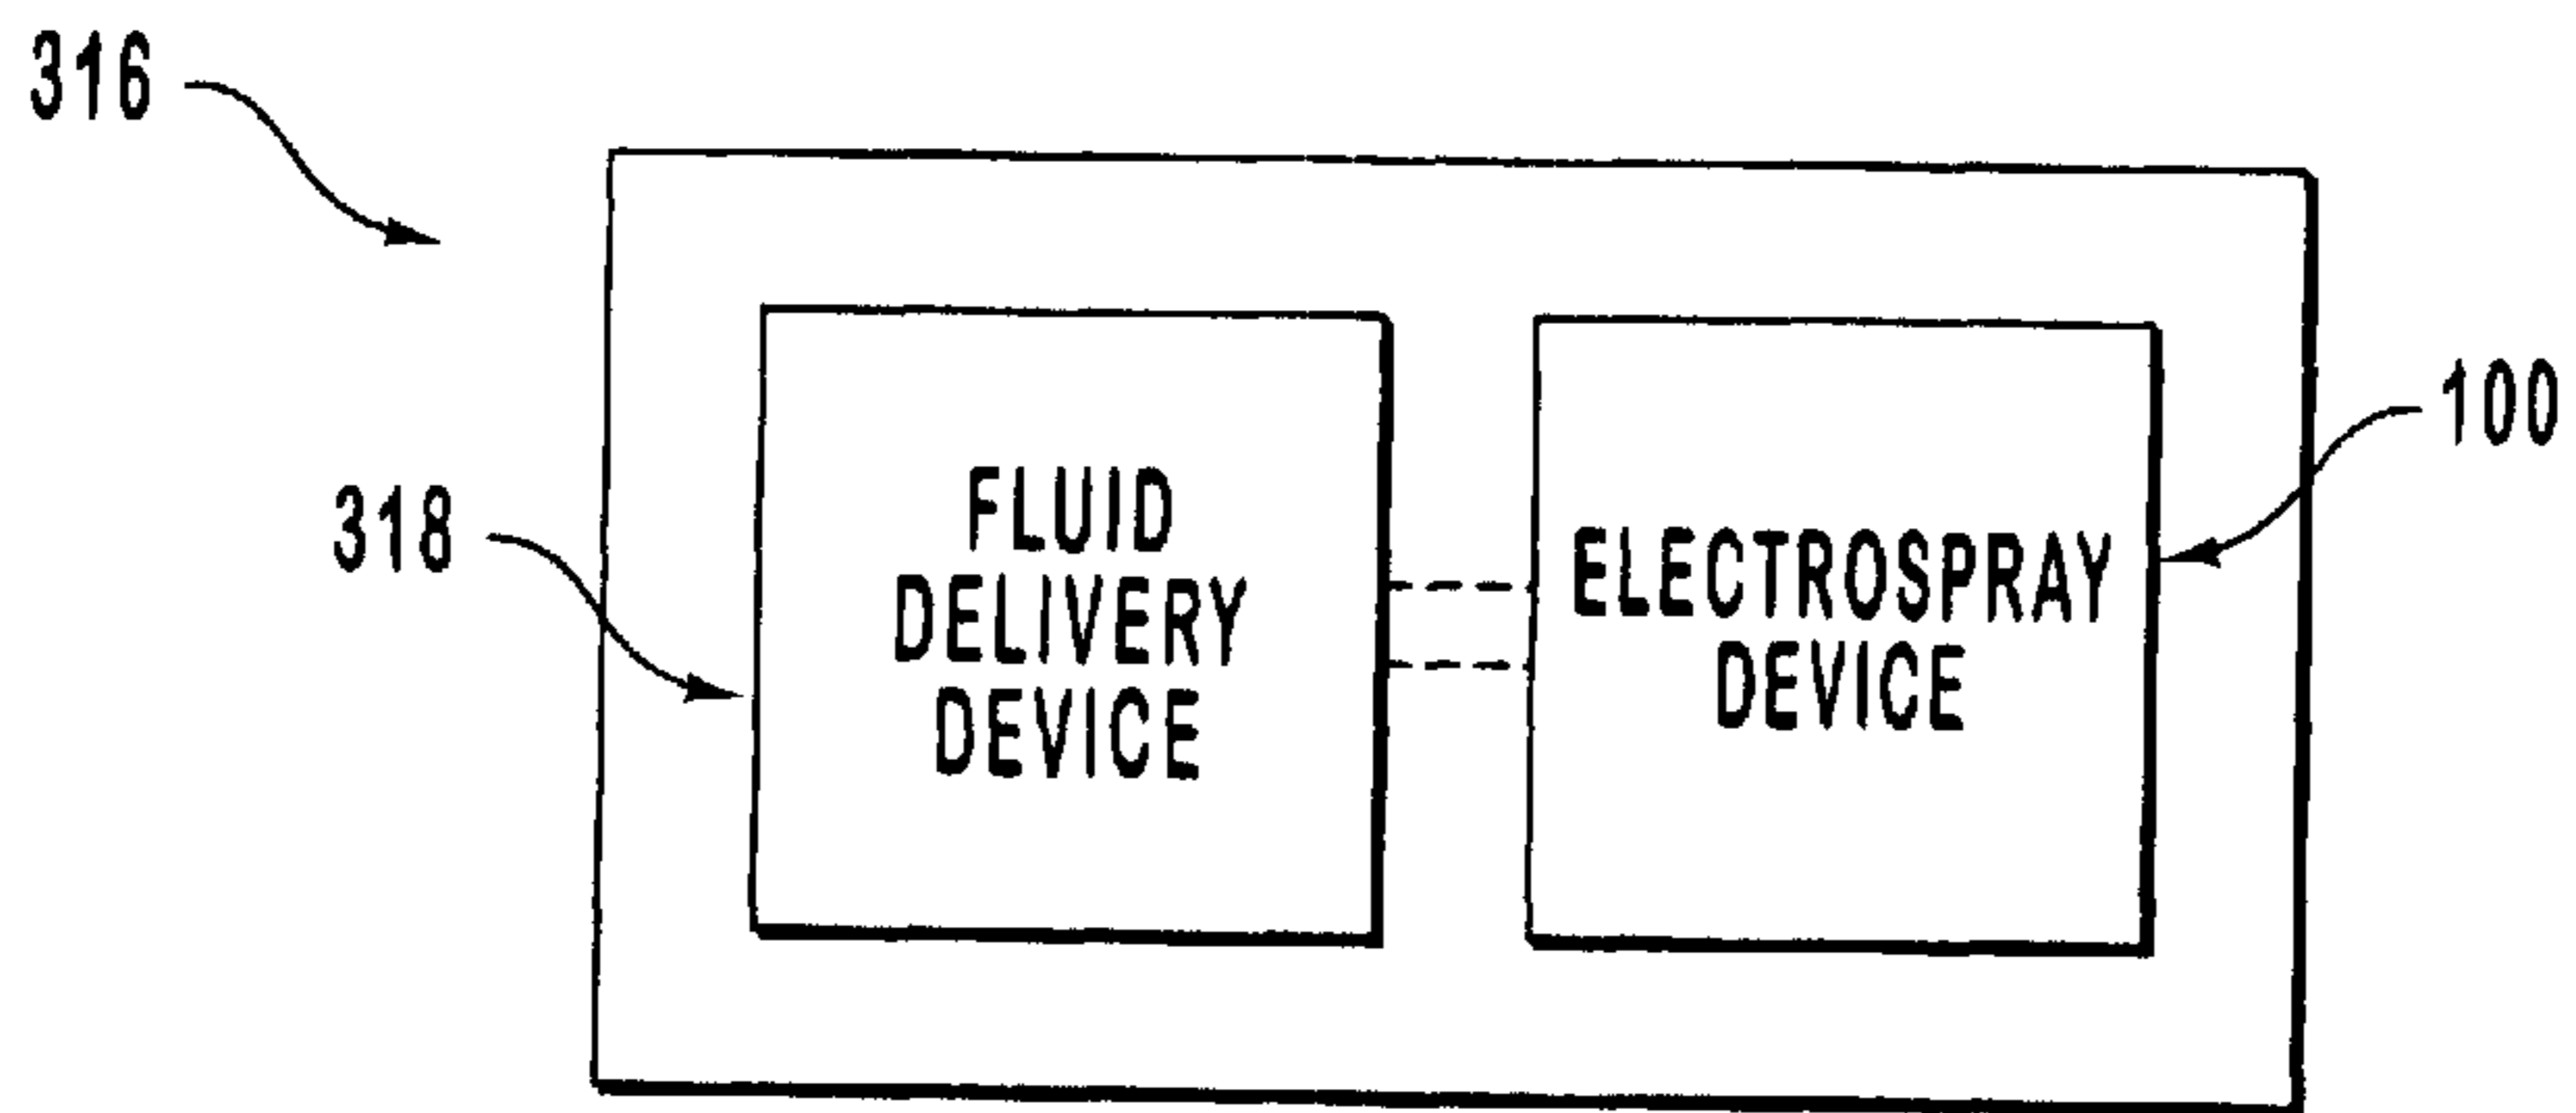 316
100
318
FLUID
DELIVERY
DEVICE
ELECTROSPRAY
DEVICE